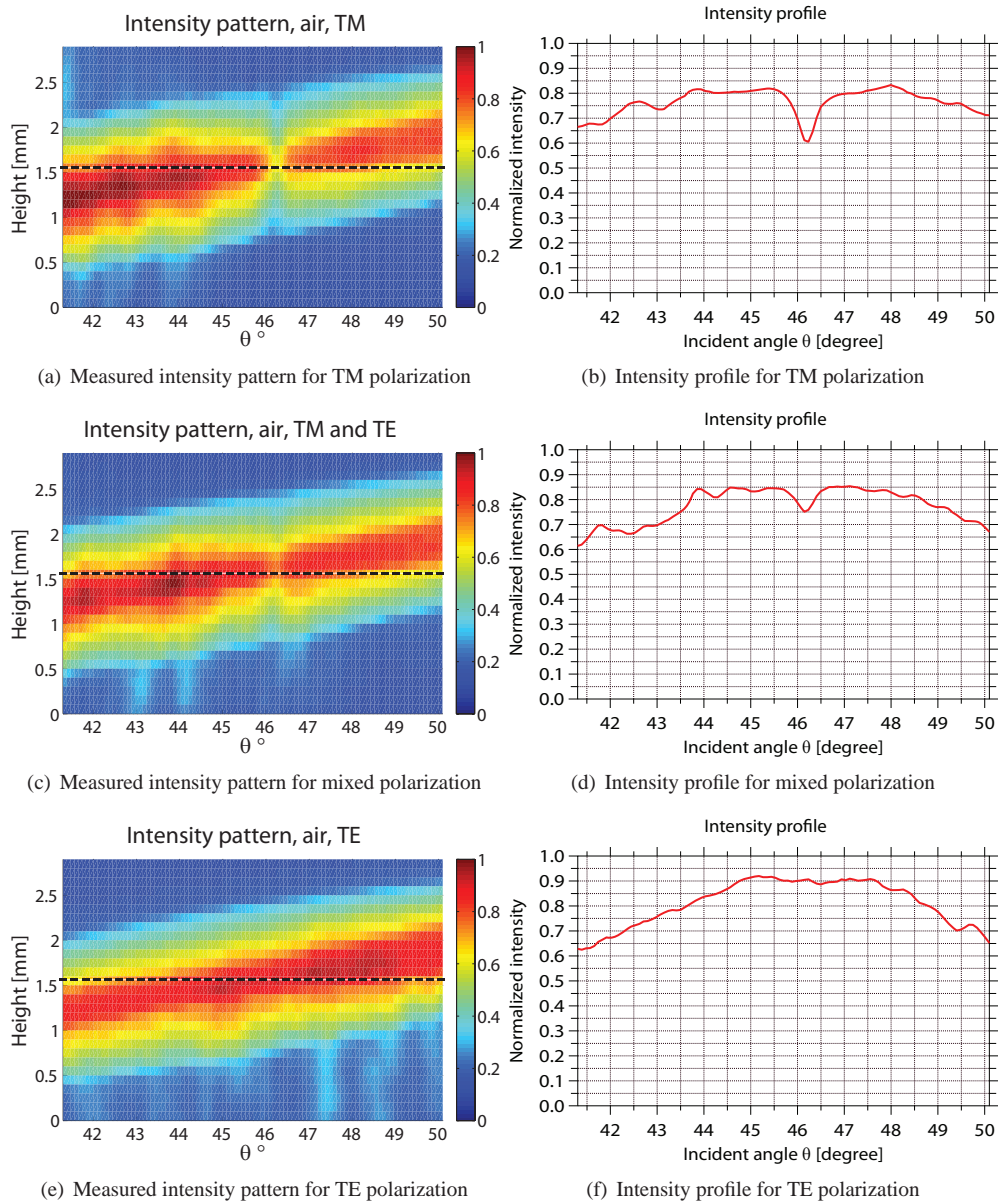 Intensity pattern, air, TM
Height [mm]
2.5
2
1.5
1
0.5
0
42 43 44 45 46 47 48 49 50
θ °
1
0.8
0.6
0.4
0.2
0
(a) Measured intensity pattern for TM polarization
Intensity profile
Normalized intensity
1.0
0.9
0.8
0.7
0.6
0.5
0.4
0.3
0.2
0.1
0.0
42 43 44 45 46 47 48 49 50
Incident angle θ [degree]
(b) Intensity profile for TM polarization
Intensity pattern, air, TM and TE
Height [mm]
2.5
2
1.5
1
0.5
0
42 43 44 45 46 47 48 49 50
θ °
1
0.8
0.6
0.4
0.2
0
(c) Measured intensity pattern for mixed polarization
Intensity profile
Normalized intensity
1.0
0.9
0.8
0.7
0.6
0.5
0.4
0.3
0.2
0.1
0.0
42 43 44 45 46 47 48 49 50
Incident angle θ [degree]
(d) Intensity profile for mixed polarization
Intensity pattern, air, TE
Height [mm]
2.5
2
1.5
1
0.5
0
42 43 44 45 46 47 48 49 50
θ °
1
0.8
0.6
0.4
0.2
0
(e) Measured intensity pattern for TE polarization
Intensity profile
Normalized intensity
1.0
0.9
0.8
0.7
0.6
0.5
0.4
0.3
0.2
0.1
0.0
42 43 44 45 46 47 48 49 50
Incident angle θ [degree]
(f) Intensity profile for TE polarization